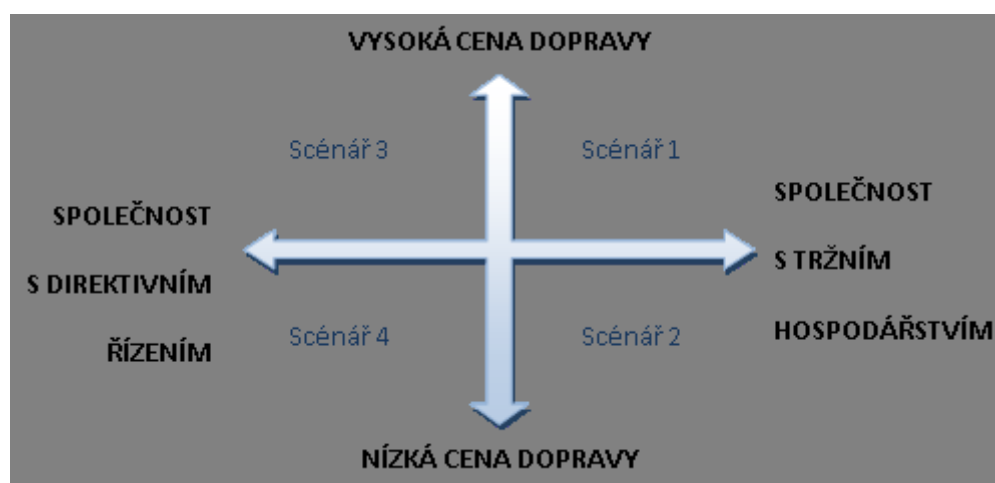 VYSOKÁ CENA DOPRAVY
Scénář 3
Scénář 1
SPOLEČNOST
S DIREKTIVNÍM
ŘÍZENÍM
SPOLEČNOST
S TRŽNÍM
HOSPODÁŘSTVÍM
Scénář 4
Scénář 2
NÍZKÁ CENA DOPRAVY